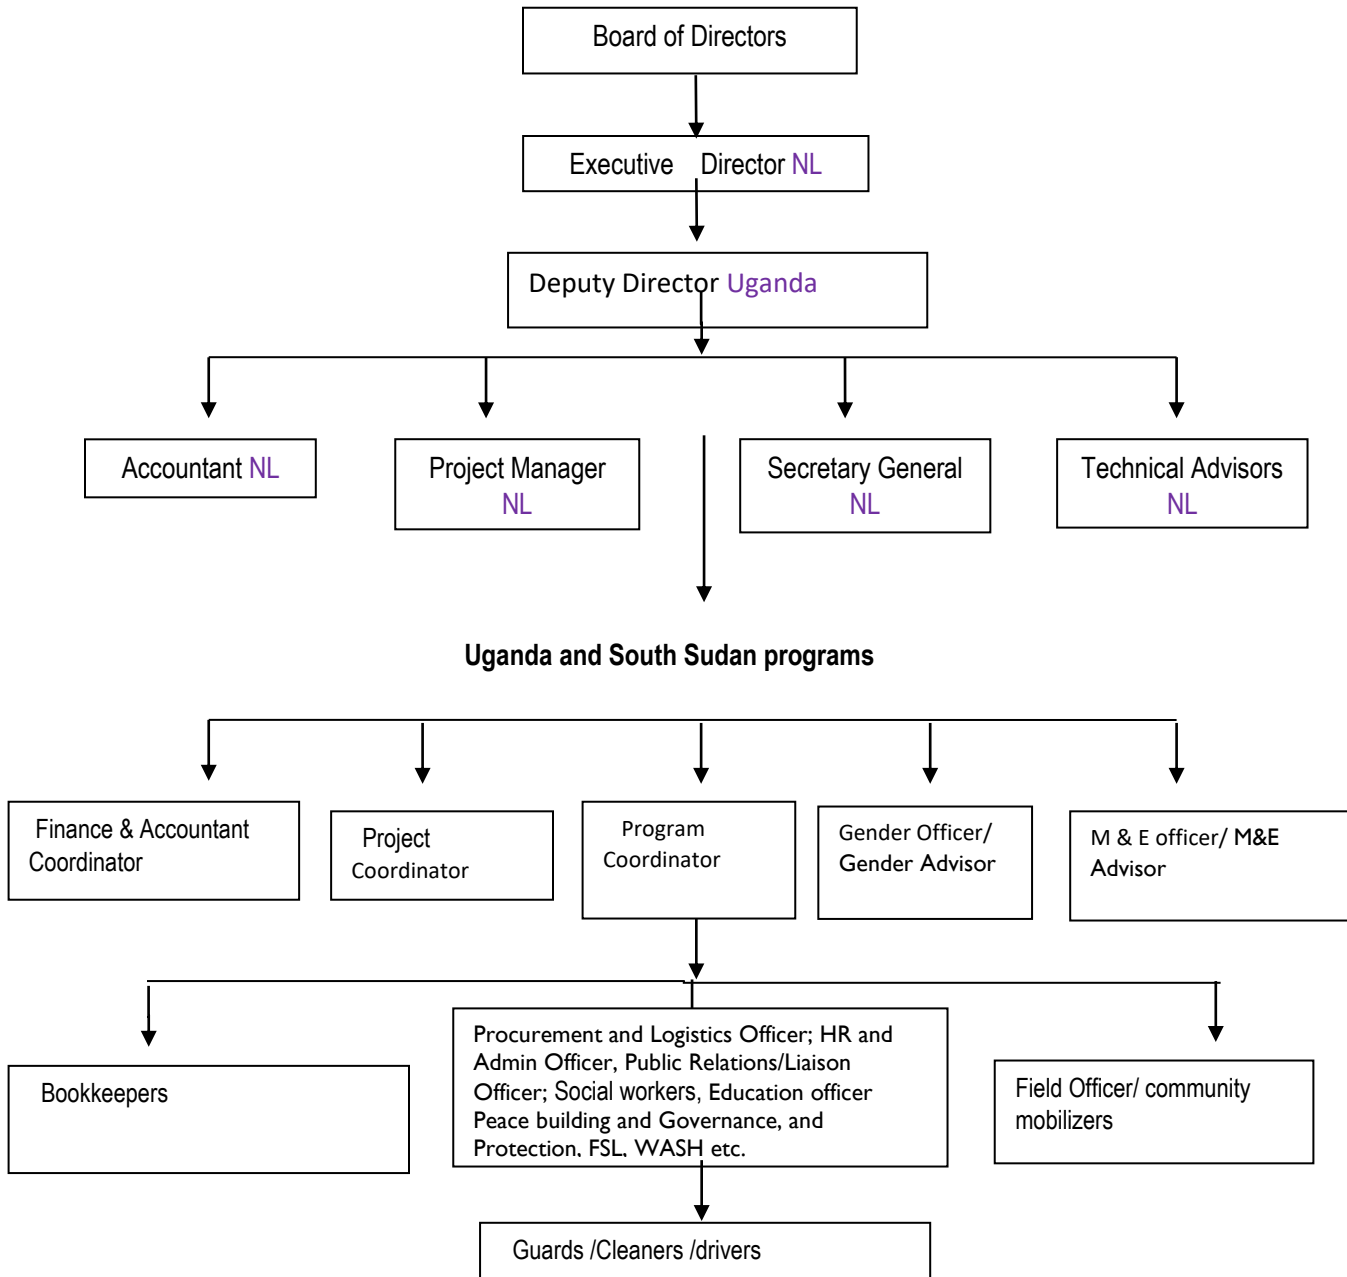 Board of Directors
Executive Director NL
Deputy Director Uganda
Accountant NL
Project Manager
NL
Secretary General
NL
Technical Advisors
NL
Uganda and South Sudan programs
Finance & Accountant
Coordinator
Project
Coordinator
Program
Coordinator
Gender Officer/
Gender Advisor
M & E officer/ M&E
Advisor
Bookkeepers
Procurement and Logistics Officer; HR and
Admin Officer, Public Relations/Liaison
Officer; Social workers, Education officer
Peace building and Governance, and
Protection, FSL, WASH etc.
Field Officer/ community
mobilizers
Guards /Cleaners /drivers